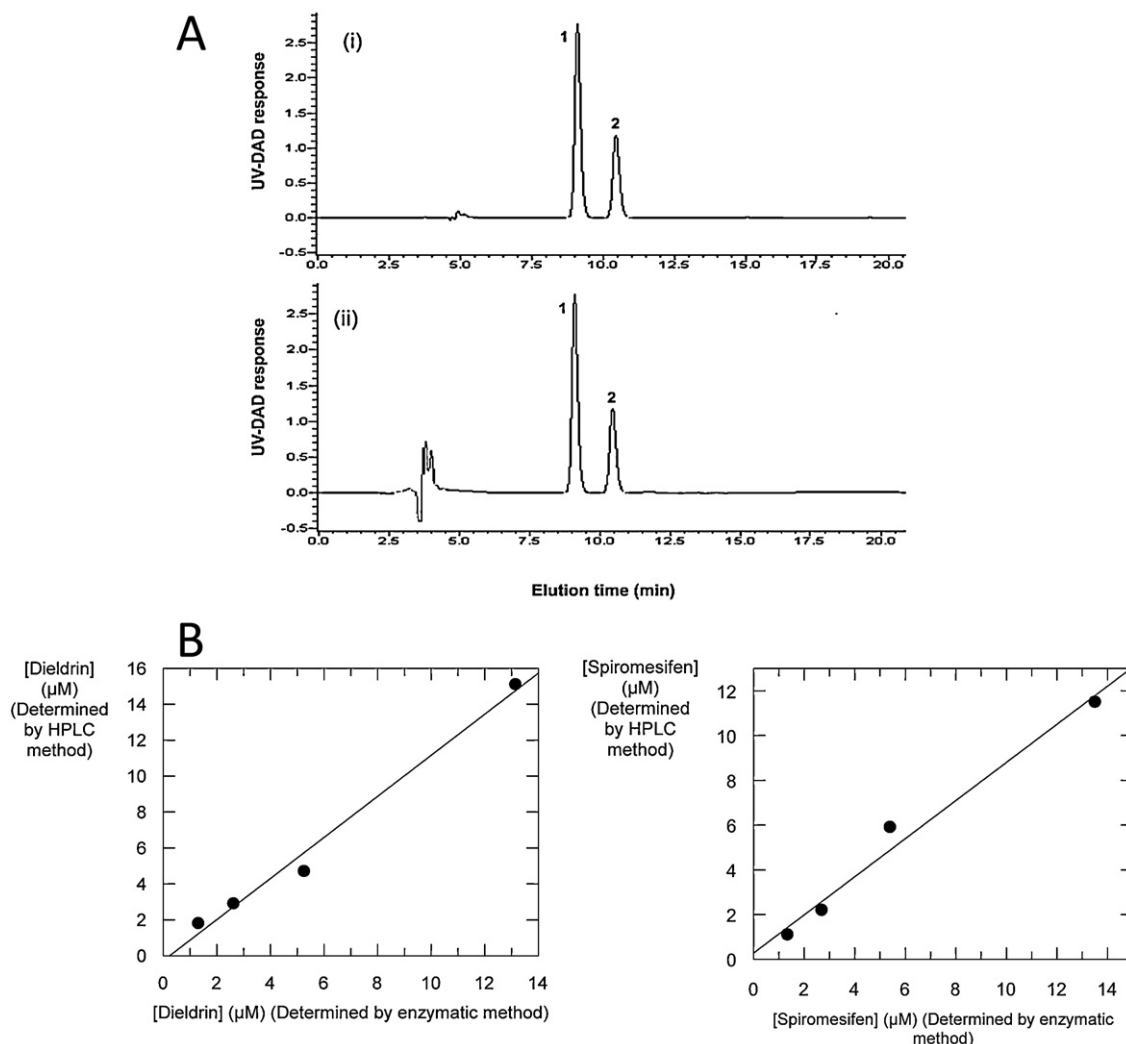 A
(i)
UV-DAD response
2.5
2.0
1.5
1.0
0.5
0.0
-0.5
1
2
0.0 2.5 5.0 7.5 10.0 12.5 15.0 17.5 20.0
(ii)
UV-DAD response
2.5
2.0
1.5
1.0
0.5
0.0
-0.5
1
2
0.0 2.5 5.0 7.5 10.0 12.5 15.0 17.5 20.0
Elution time (min)
B
[Dieldrin]
(µM)
(Determined
by HPLC
method)
16
14
12
10
8
6
4
2
0
0 2 4 6 8 10 12 14
[Dieldrin] (µM) (Determined by enzymatic method)
[Spiromesifen]
(µM)
(Determined
by HPLC
method)
12
10
8
6
4
2
0
0 2 4 6 8 10 12 14
[Spiromesifen] (µM) (Determined by enzymatic
method)